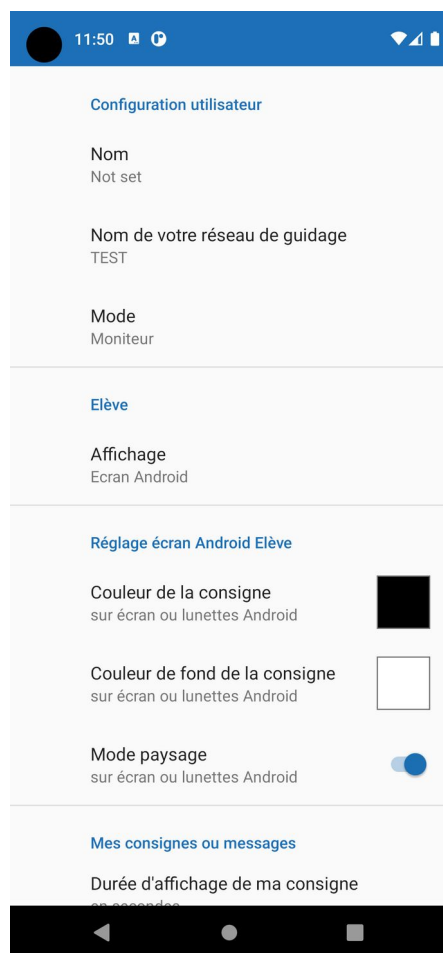 11:50
Configuration utilisateur
Nom
Not set
Nom de votre réseau de guidage
TEST
Mode
Moniteur
Elève
Affichage
Ecran Android
Réglage écran Android Elève
Couleur de la consigne
sur écran ou lunettes Android
Couleur de fond de la consigne
sur écran ou lunettes Android
Mode paysage
sur écran ou lunettes Android
Mes consignes ou messages
Durée d'affichage de ma consigne
en secondes